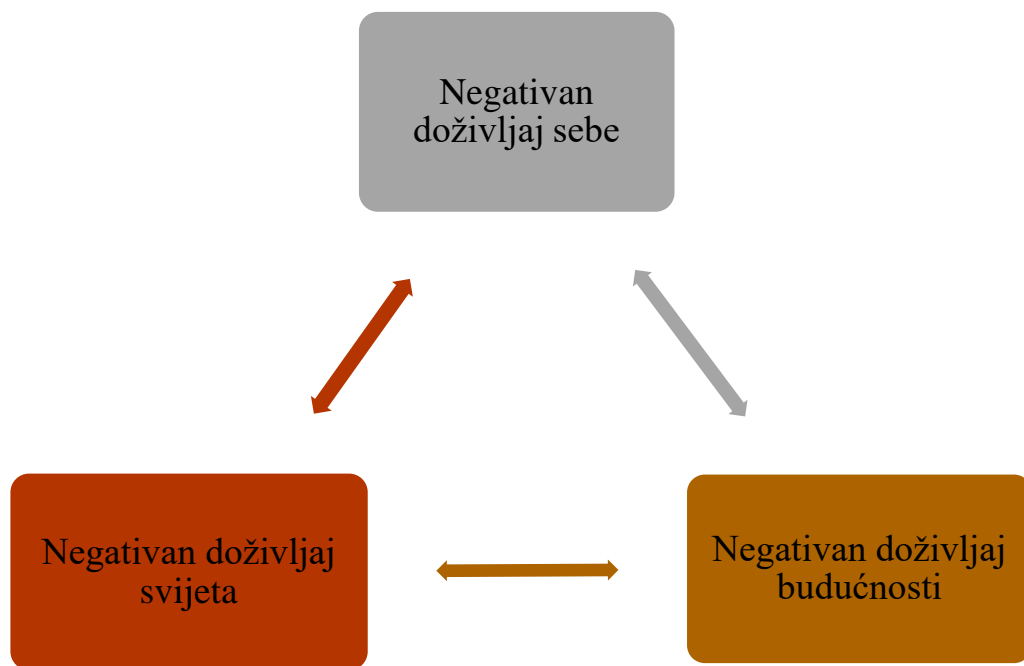 Negativan
doživljaj sebe
Negativan doživljaj
svijeta
Negativan doživljaj
budućnosti